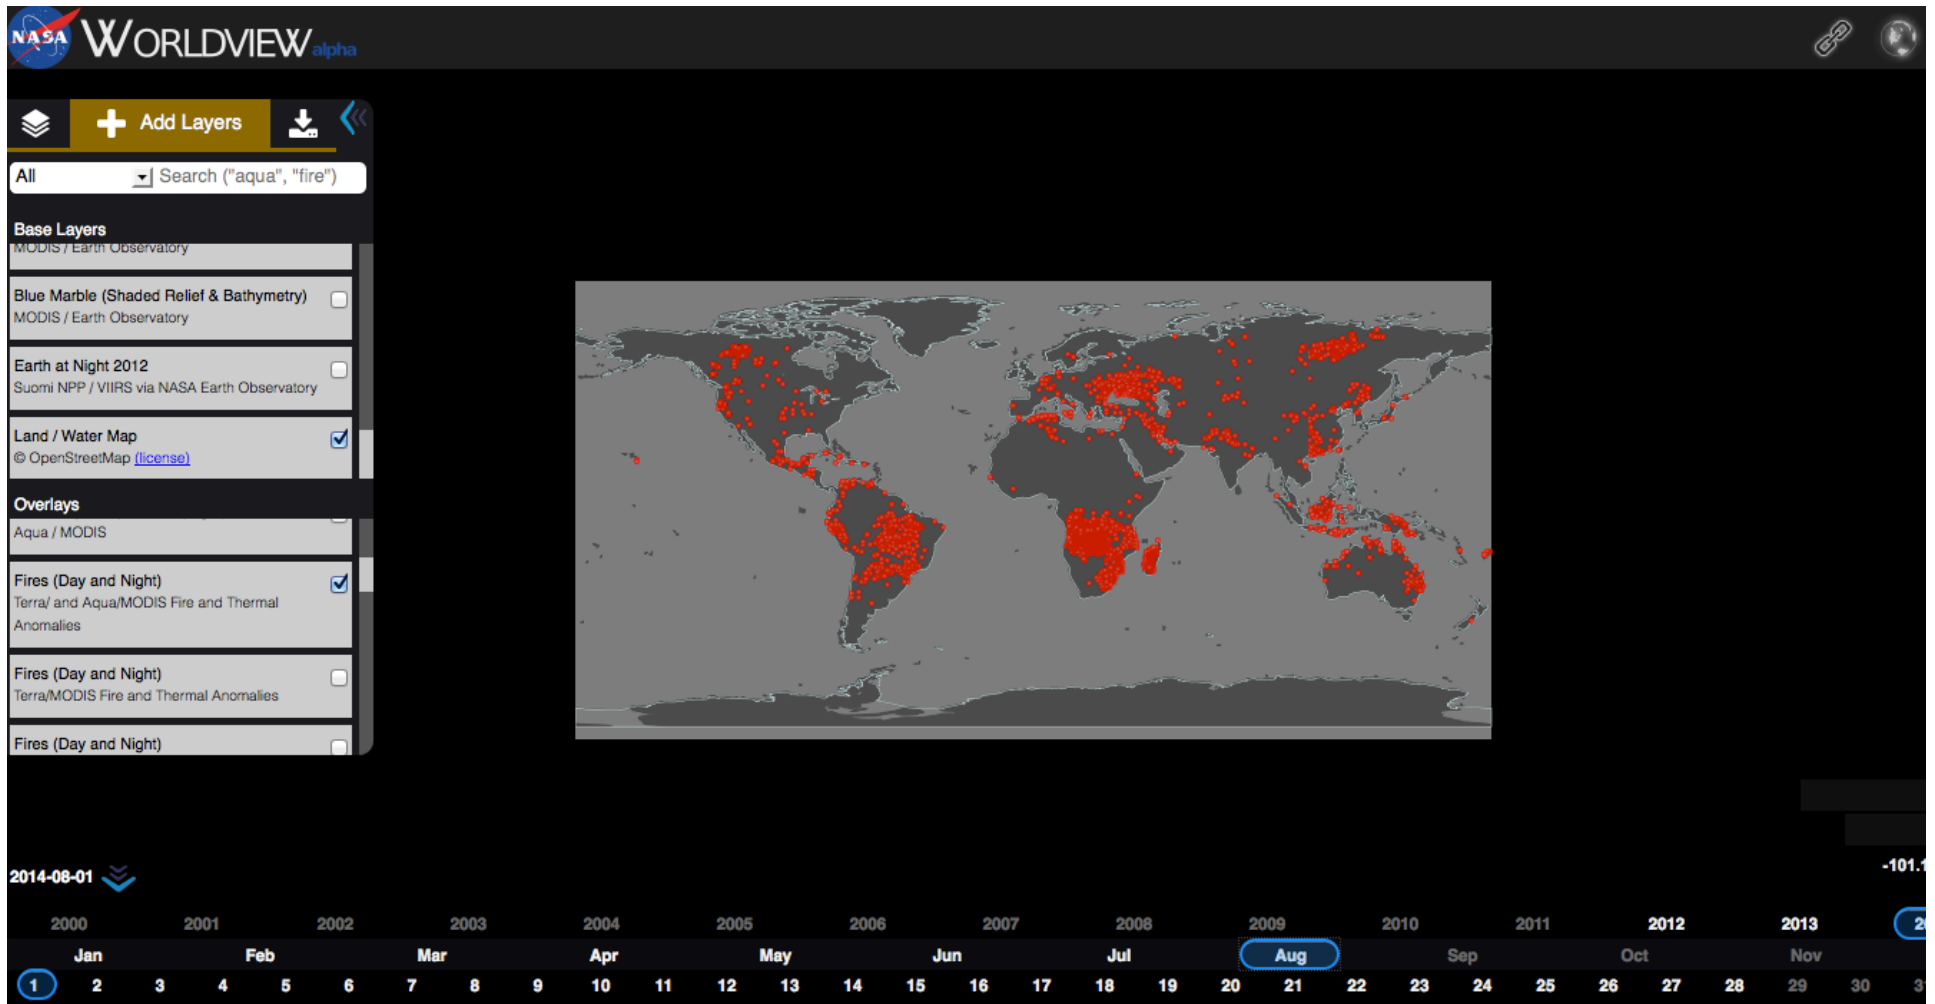 NASA WORLDVIEW alpha
Add Layers
All Search ("aqua", "fire")
Base Layers
MODIS / Earth Observatory
Blue Marble (Shaded Relief & Bathymetry)
MODIS / Earth Observatory
Earth at Night 2012
Suomi NPP / VIIRS via NASA Earth Observatory
Land / Water Map
© OpenStreetMap (license)
Overlays
Aqua / MODIS
Fires (Day and Night)
Terra/ and Aqua/MODIS Fire and Thermal
Anomalies
Fires (Day and Night)
Terra/MODIS Fire and Thermal Anomalies
Fires (Day and Night)
2014-08-01
-101.1
2000 2001 2002 2003 2004 2005 2006 2007 2008 2009 2010 2011 2012 2013
Jan Feb Mar Apr May Jun Jul Aug Sep Oct Nov
1 2 3 4 5 6 7 8 9 10 11 12 13 14 15 16 17 18 19 20 21 22 23 24 25 26 27 28 29 30